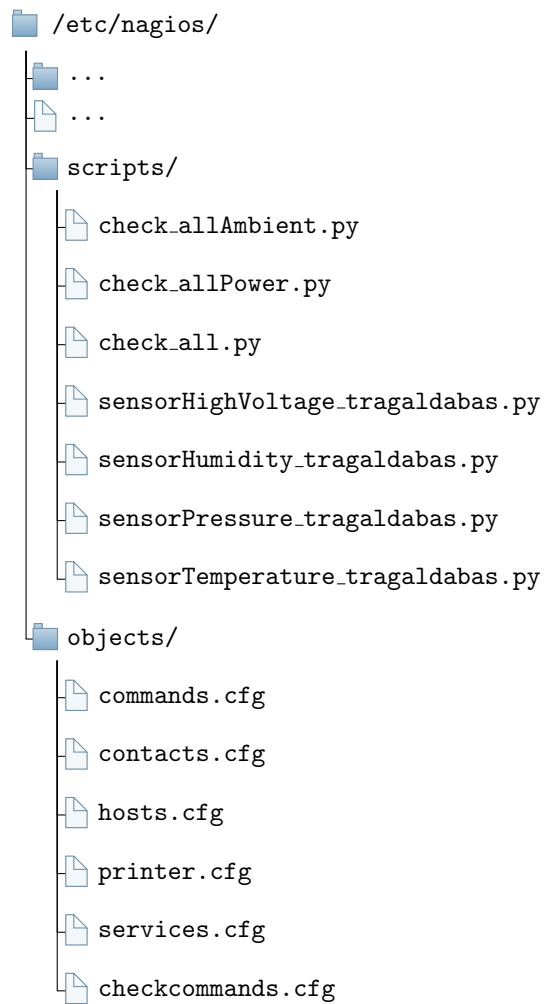 /etc/nagios/
...
...
scripts/
check_allAmbient.py
check_allPower.py
check_all.py
sensorHighVoltage_tragaldabas.py
sensorHumidity_tragaldabas.py
sensorPressure_tragaldabas.py
sensorTemperature_tragaldabas.py
objects/
commands.cfg
contacts.cfg
hosts.cfg
printer.cfg
services.cfg
checkcommands.cfg